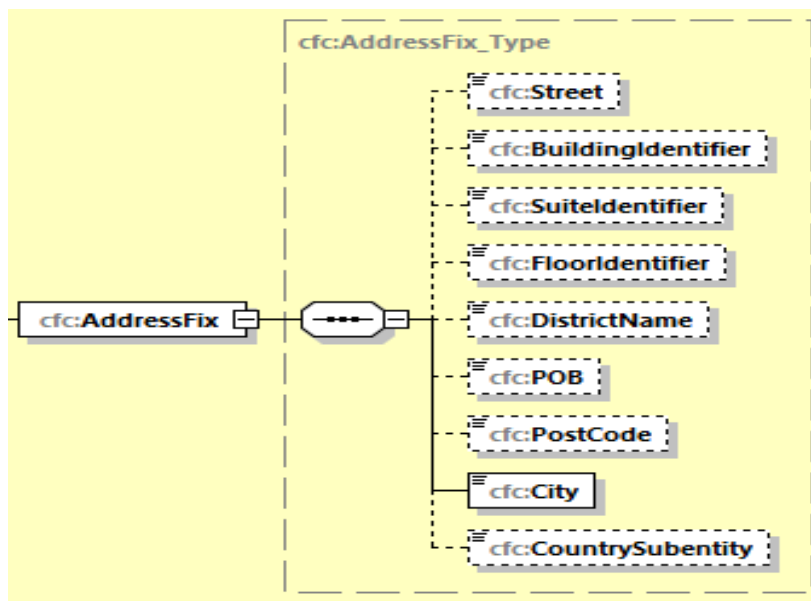 cfc:AddressFix_Type
cfc:Street
cfc:BuildingIdentifier
cfc:SuiteIdentifier
cfc:FloorIdentifier
cfc:AddressFix
cfc:DistrictName
cfc:POB
cfc:PostCode
cfc:City
cfc:CountrySubentity